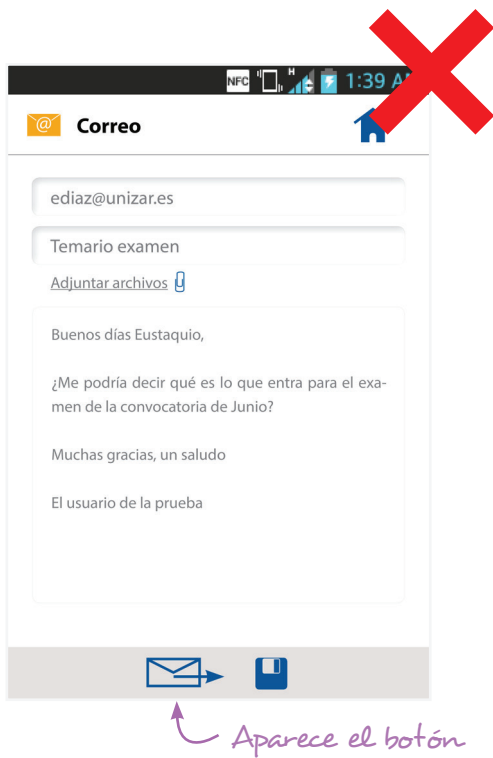 NFC H 1:39 A
@ Correo
ediaz@unizar.es
Temario examen
Adjuntar archivos
Buenos días Eustaquio,
¿Me podría decir qué es lo que entra para el exa-
men de la convocatoria de Junio?
Muchas gracias, un saludo
El usuario de la prueba
Aparece el botón